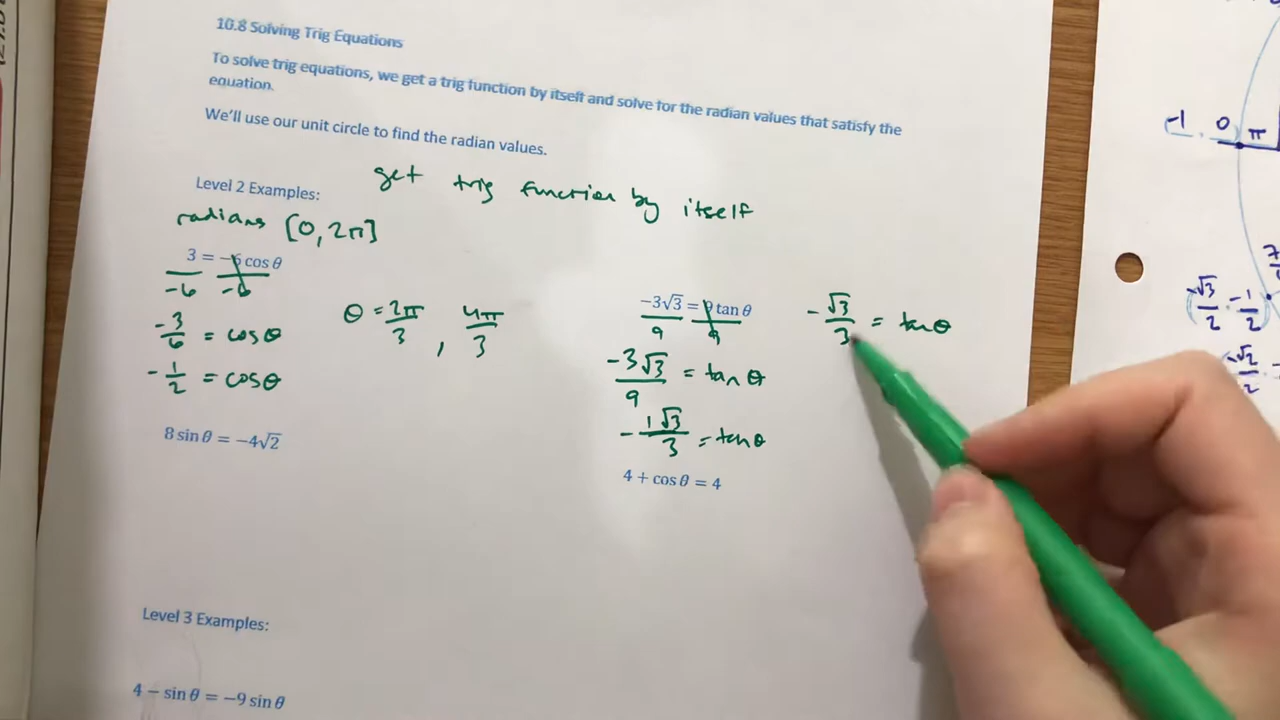 10.8 Solving Trig Equations
To solve trig equations, we get a trig function by itself and solve for the radian values that satisfy the
equation.
We'll use our unit circle to find the radian values.
Level 2 Examples:
get trig function by itself
radians [0, 2π]
3 = -6 cos θ
-6 -6
-3/6 = cos θ
-1/2 = cos θ
θ = 2π/3 , 4π/3
8 sin θ = -4√2
-3√3 = 9 tan θ
9 9
-3√3/9 = tan θ
-1√3/3 = tan θ
-√3/3 = tan θ
4 + cos θ = 4
Level 3 Examples:
4 - sin θ = -9 sin θ
-1 . 0 π
-√3/2 . -1/2
-√2/2